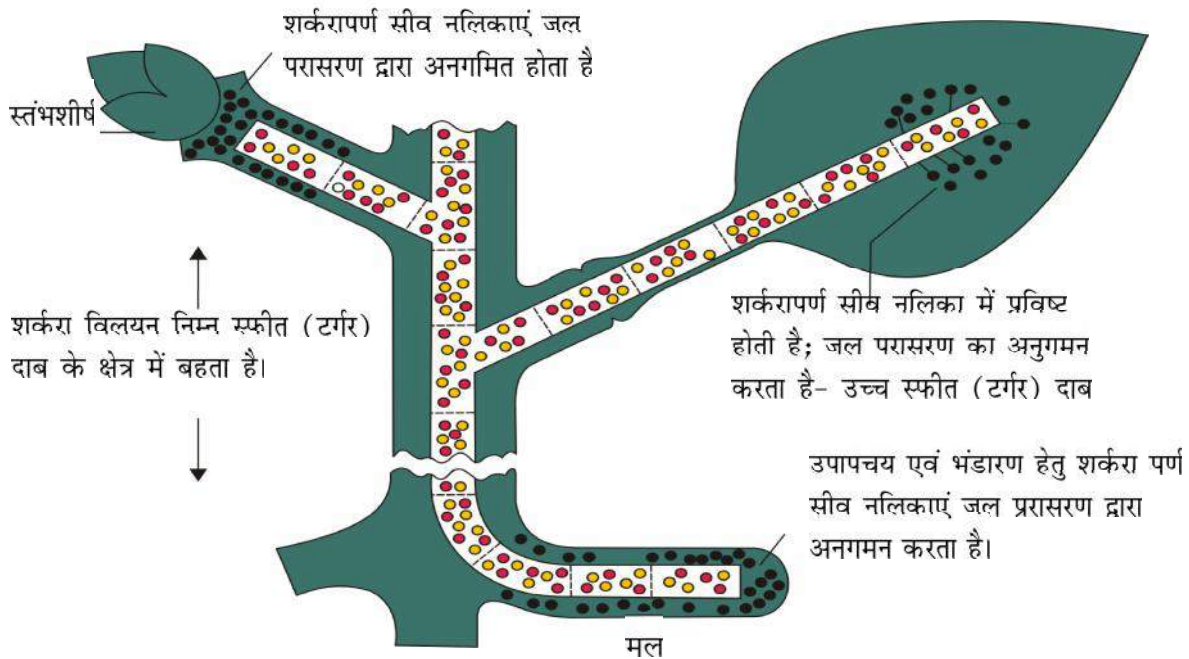 शर्करापर्ण सीव नलिकाएं जल
परासरण द्वारा अनगमित होता है
स्तंभशीर्ष
शर्करा विलयन निम्न स्फीत (टर्गर)
दाब के क्षेत्र में बहता है।
शर्करापर्ण सीव नलिका में प्रविष्ट
होती है; जल परासरण का अनुगमन
करता है- उच्च स्फीत (टर्गर) दाब
उपापचय एवं भंडारण हेतु शर्करा पर्ण
सीव नलिकाएं जल प्ररासरण द्वारा
अनगमन करता है।
मल